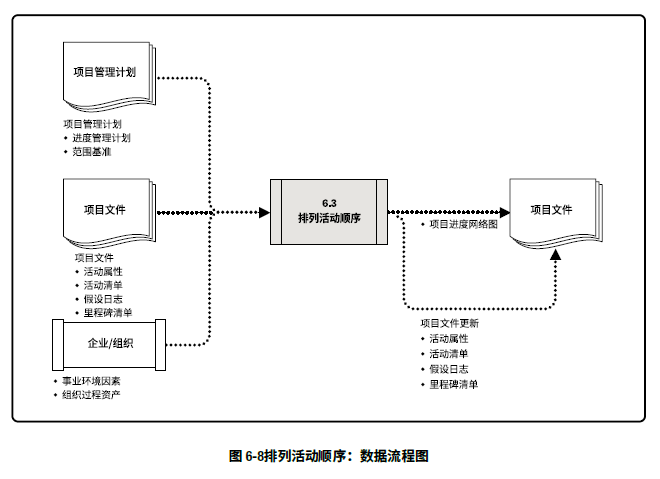 项目管理计划
项目管理计划
• 进度管理计划
• 范围基准
项目文件
项目文件
• 活动属性
• 活动清单
• 假设日志
• 里程碑清单
企业/组织
• 事业环境因素
• 组织过程资产
6.3
排列活动顺序
• 项目进度网络图
项目文件
项目文件更新
• 活动属性
• 活动清单
• 假设日志
• 里程碑清单
图 6-8排列活动顺序：数据流程图